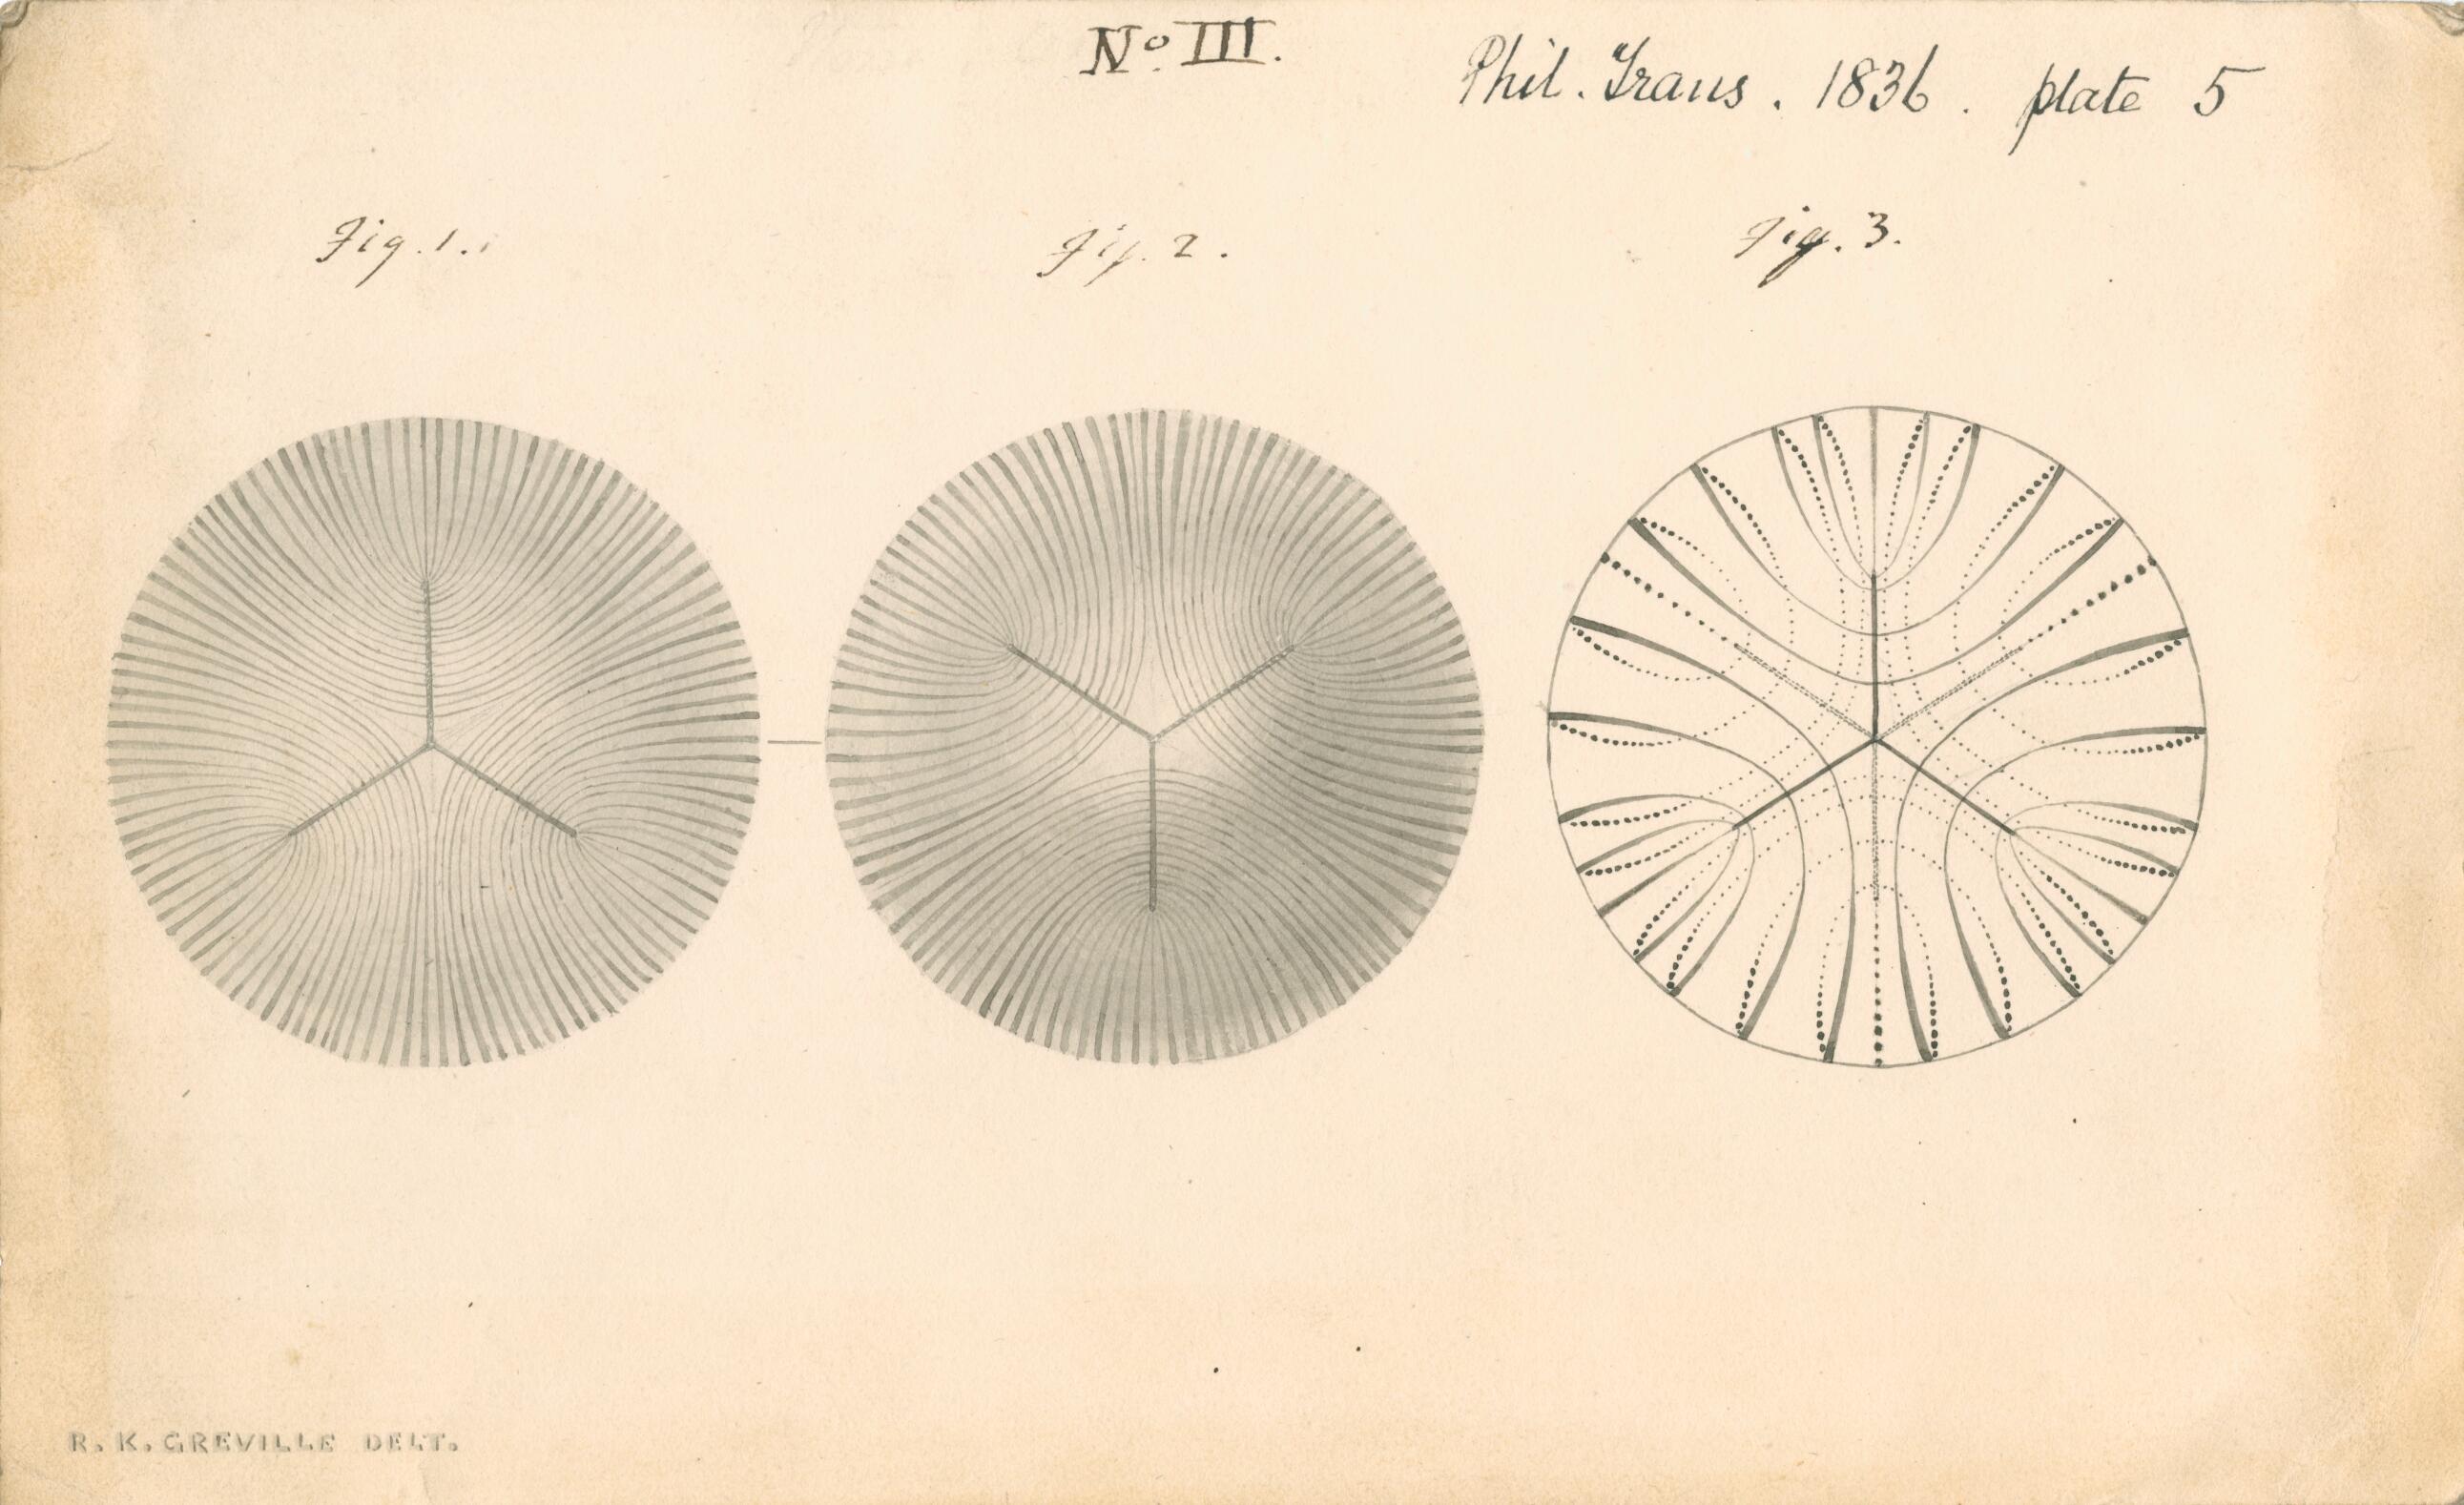 No. III.
Phil. Trans. 1836. plate 5
Fig. 1.
Fig. 2.
Fig. 3.
R. K. GREVILLE DELT.